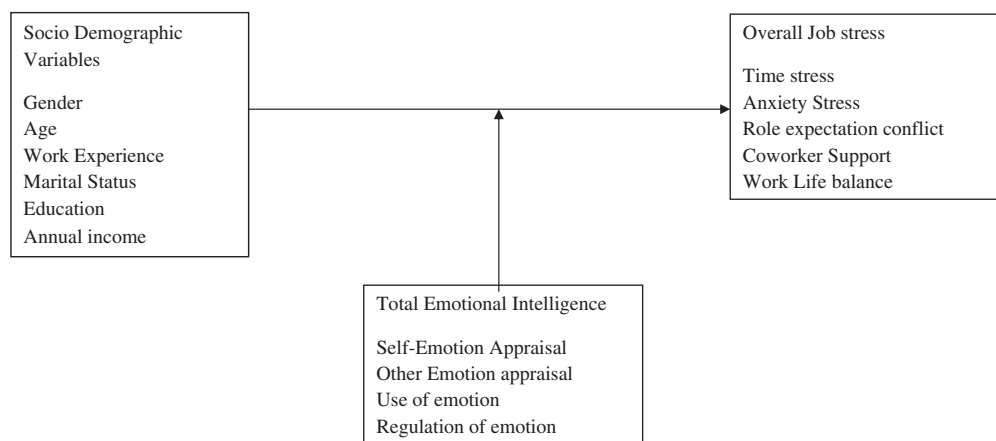 Socio Demographic
Variables
Gender
Age
Work Experience
Marital Status
Education
Annual income
Overall Job stress
Time stress
Anxiety Stress
Role expectation conflict
Coworker Support
Work Life balance
Total Emotional Intelligence
Self-Emotion Appraisal
Other Emotion appraisal
Use of emotion
Regulation of emotion